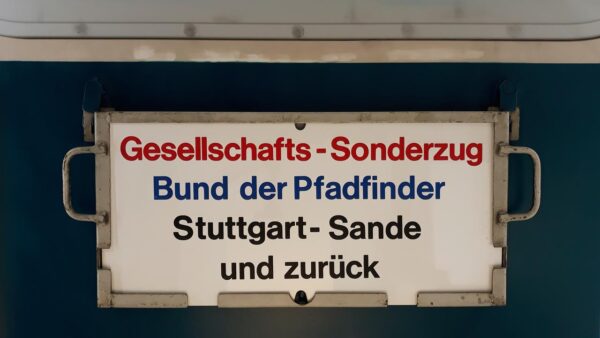 Gesellschafts - Sonderzug
Bund der Pfadfinder
Stuttgart - Sande
und zurück